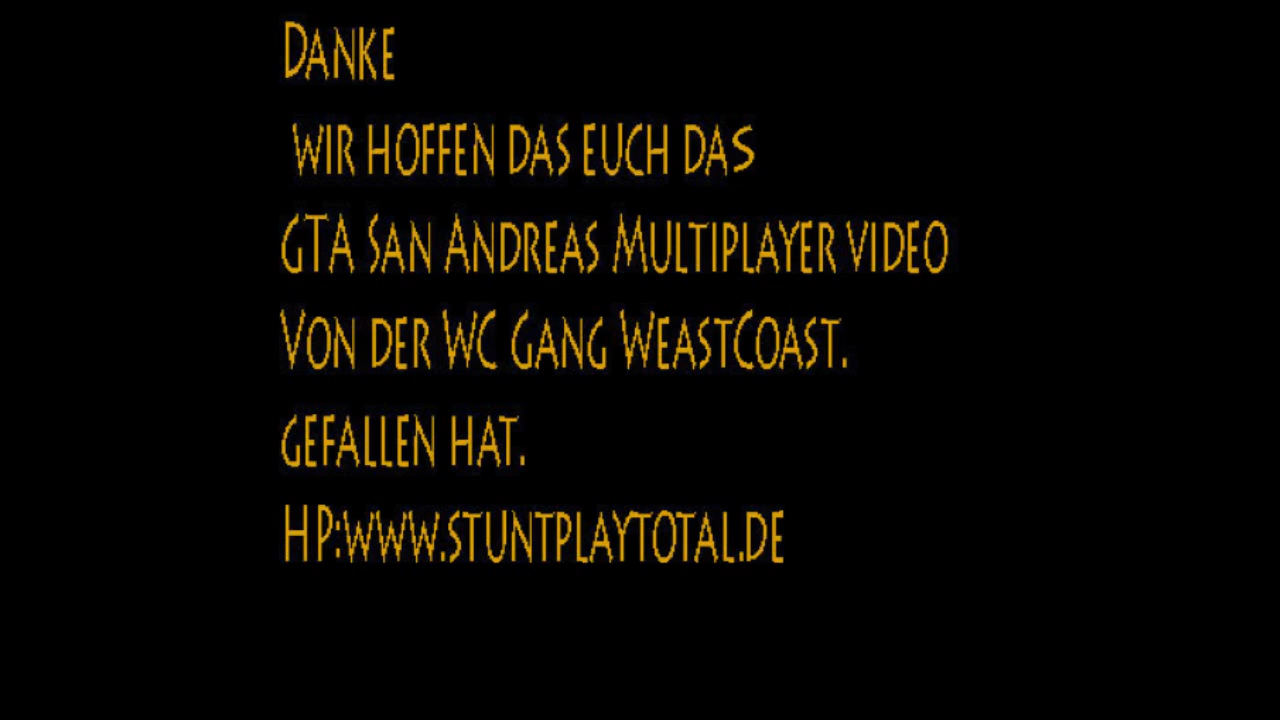 Danke
wir hoffen das euch das
GTA San Andreas Multiplayer video
Von der WC Gang WeastCoast.
gefallen hat.
HP:www.stuntplaytotal.de